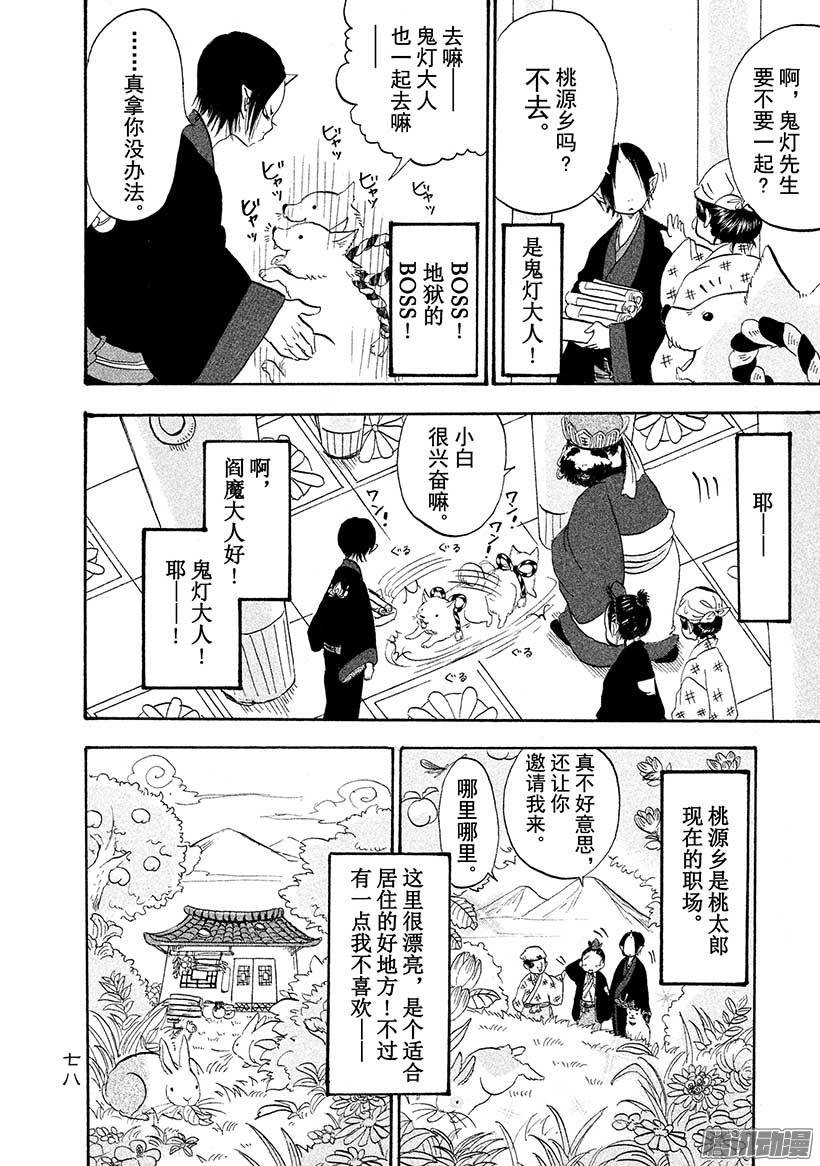 啊，鬼灯先生
要不要一起？
桃源乡吗？
不去。
是鬼灯大人！
去嘛——
鬼灯大人
也一起去嘛
——
BOSS！
地狱的
BOSS！
ビャッ
ビャッ
ビャッ
ビャッ
……真拿你没办法。
耶——
小白
很兴奋嘛。
ワン！
ワン！
ワン！
ぐる
ぐる
ぐる
啊，
阎魔大人好！
鬼灯大人！
耶——！
桃源乡是桃太郎
现在的职场。
真不好意思，
还让你
邀请我来。
哪里哪里。
这里很漂亮，是个适合
居住的好地方！不过
有一点我不喜欢——
七八
腾讯动漫